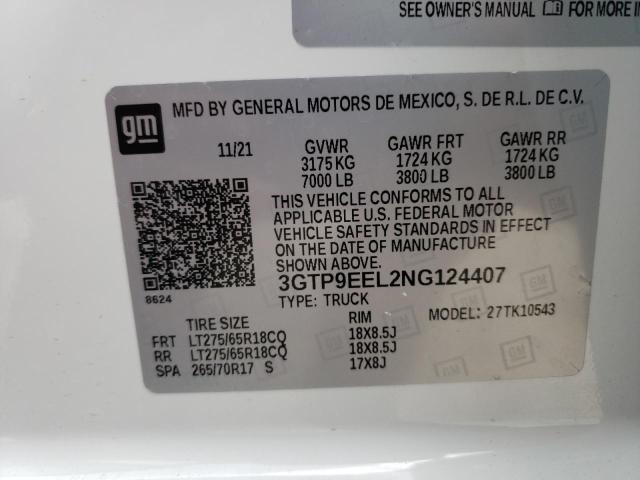 SEE OWNER'S MANUAL FOR MORE
gm
MFD BY GENERAL MOTORS DE MEXICO, S. DE R.L. DE C.V.
11/21 GVWR GAWR FRT GAWR RR
3175 KG 1724 KG 1724 KG
7000 LB 3800 LB 3800 LB
THIS VEHICLE CONFORMS TO ALL
APPLICABLE U.S. FEDERAL MOTOR
VEHICLE SAFETY STANDARDS IN EFFECT
ON THE DATE OF MANUFACTURE
SHOWN ABOVE.
8624
3GTP9EEL2NG124407
TYPE: TRUCK MODEL: 27TK10543
TIRE SIZE RIM
FRT LT275/65R18CQ 18X8.5J
RR LT275/65R18CQ 18X8.5J
SPA 265/70R17 S 17X8J